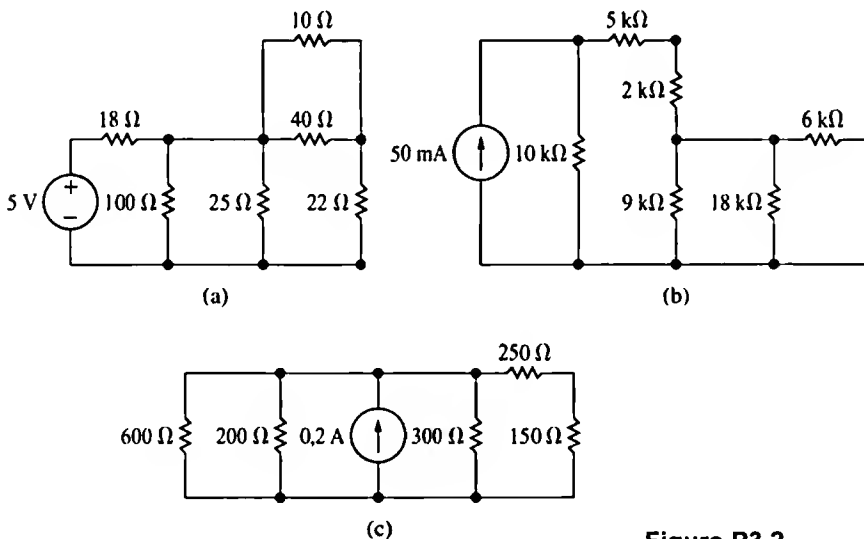 10 Ω
18 Ω
40 Ω
5 V
+
−
100 Ω
25 Ω
22 Ω
(a)
5 kΩ
2 kΩ
6 kΩ
50 mA
10 kΩ
9 kΩ
18 kΩ
(b)
250 Ω
600 Ω
200 Ω
0,2 A
300 Ω
150 Ω
(c)
Figure P3.2